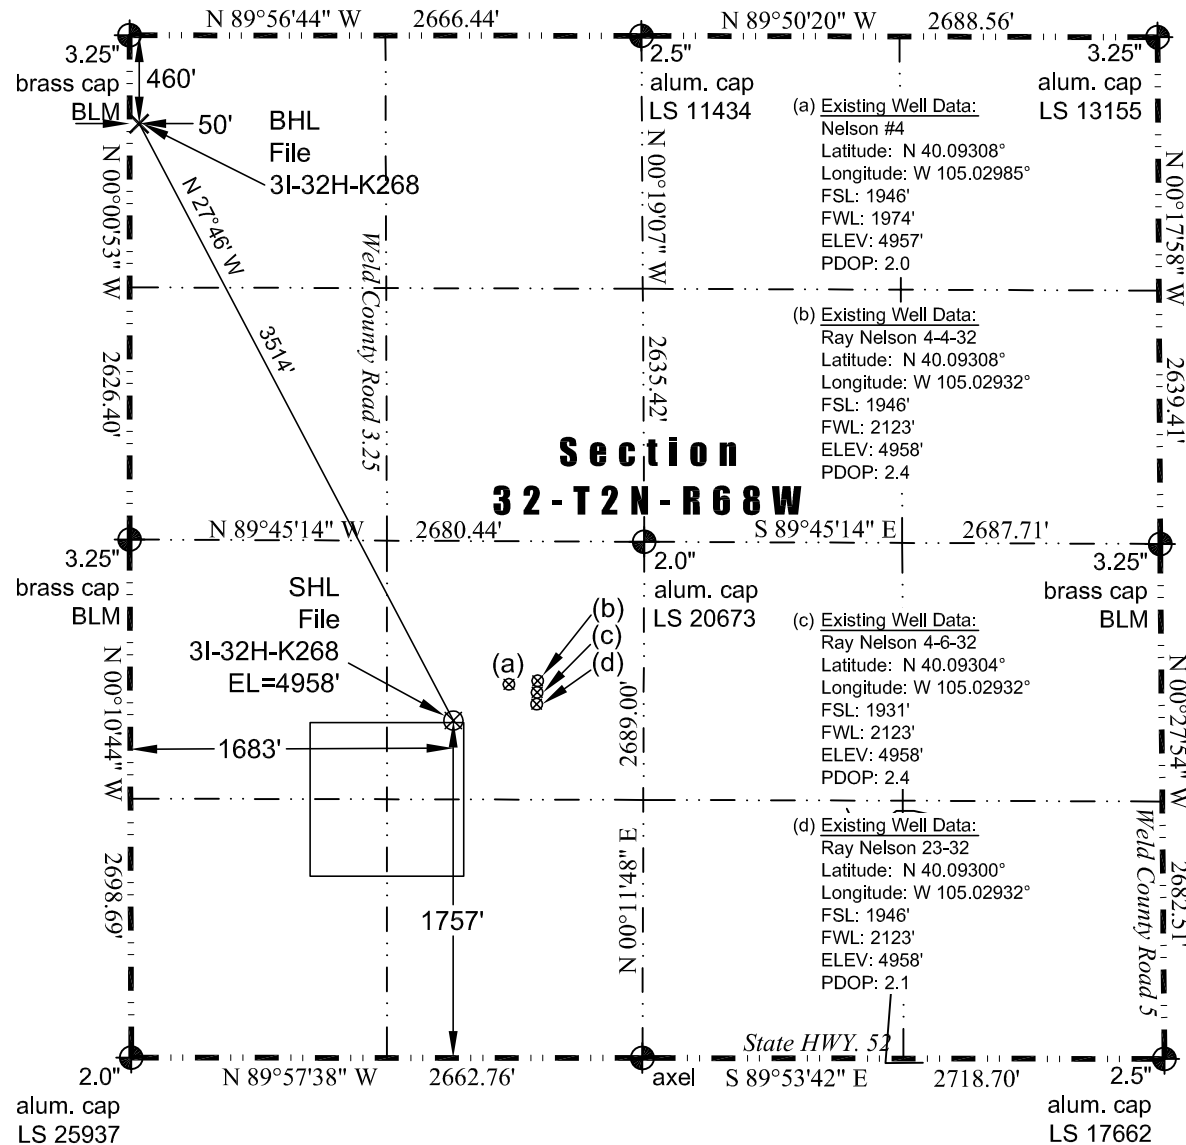 N 89°56'44" W 2666.44' N 89°50'20" W 2688.56'
3.25"
brass cap
BLM
460'
50'
BHL
File
3I-32H-K268
2.5"
alum. cap
LS 11434
3.25"
alum. cap
LS 13155
(a) Existing Well Data:
Nelson #4
Latitude: N 40.09308°
Longitude: W 105.02985°
FSL: 1946'
FWL: 1974'
ELEV: 4957'
PDOP: 2.0
N 00°00'53" W
2626.40'
N 27°46' W
3514'
Weld County Road 3.25
N 00°19'07" W
2635.42'
N 00°17'58" W
2639.41'
(b) Existing Well Data:
Ray Nelson 4-4-32
Latitude: N 40.09308°
Longitude: W 105.02932°
FSL: 1946'
FWL: 2123'
ELEV: 4958'
PDOP: 2.4
Section
32-T2N-R68W
N 89°45'14" W 2680.44' S 89°45'14" E 2687.71'
3.25"
brass cap
BLM
SHL
File
3I-32H-K268
EL=4958'
2.0"
alum. cap
LS 20673
3.25"
brass cap
BLM
(a)
(b)
(c)
(d)
(c) Existing Well Data:
Ray Nelson 4-6-32
Latitude: N 40.09304°
Longitude: W 105.02932°
FSL: 1931'
FWL: 2123'
ELEV: 4958'
PDOP: 2.4
N 00°10'44" W
2698.69'
1683'
1757'
2689.00'
N 00°11'48" E
N 00°27'54" W
2682.51'
Weld County Road 5
(d) Existing Well Data:
Ray Nelson 23-32
Latitude: N 40.09300°
Longitude: W 105.02932°
FSL: 1946'
FWL: 2123'
ELEV: 4958'
PDOP: 2.1
State HWY. 52
N 89°57'38" W 2662.76' S 89°53'42" E 2718.70'
2.0"
alum. cap
LS 25937
axel
2.5"
alum. cap
LS 17662